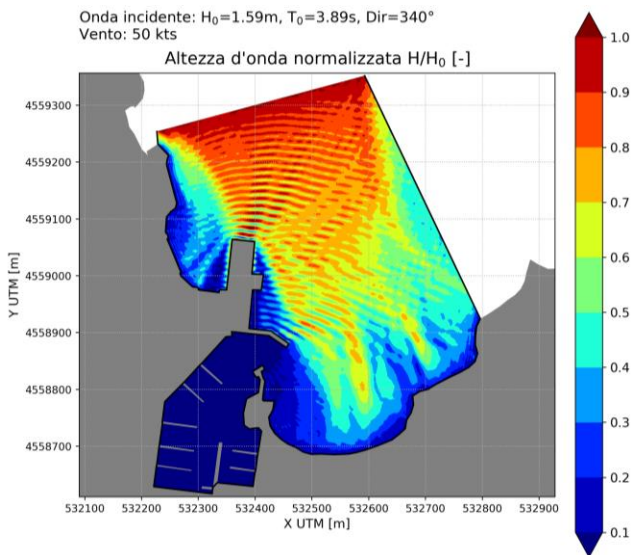 Onda incidente: H₀=1.59m, T₀=3.89s, Dir=340°
Vento: 50 kts
Altezza d'onda normalizzata H/H₀ [-]
4559300
4559200
4559100
4559000
4558900
4558800
4558700
Y UTM [m]
532100 532200 532300 532400 532500 532600 532700 532800 532900
X UTM [m]
1.0
0.9
0.8
0.7
0.6
0.5
0.4
0.3
0.2
0.1